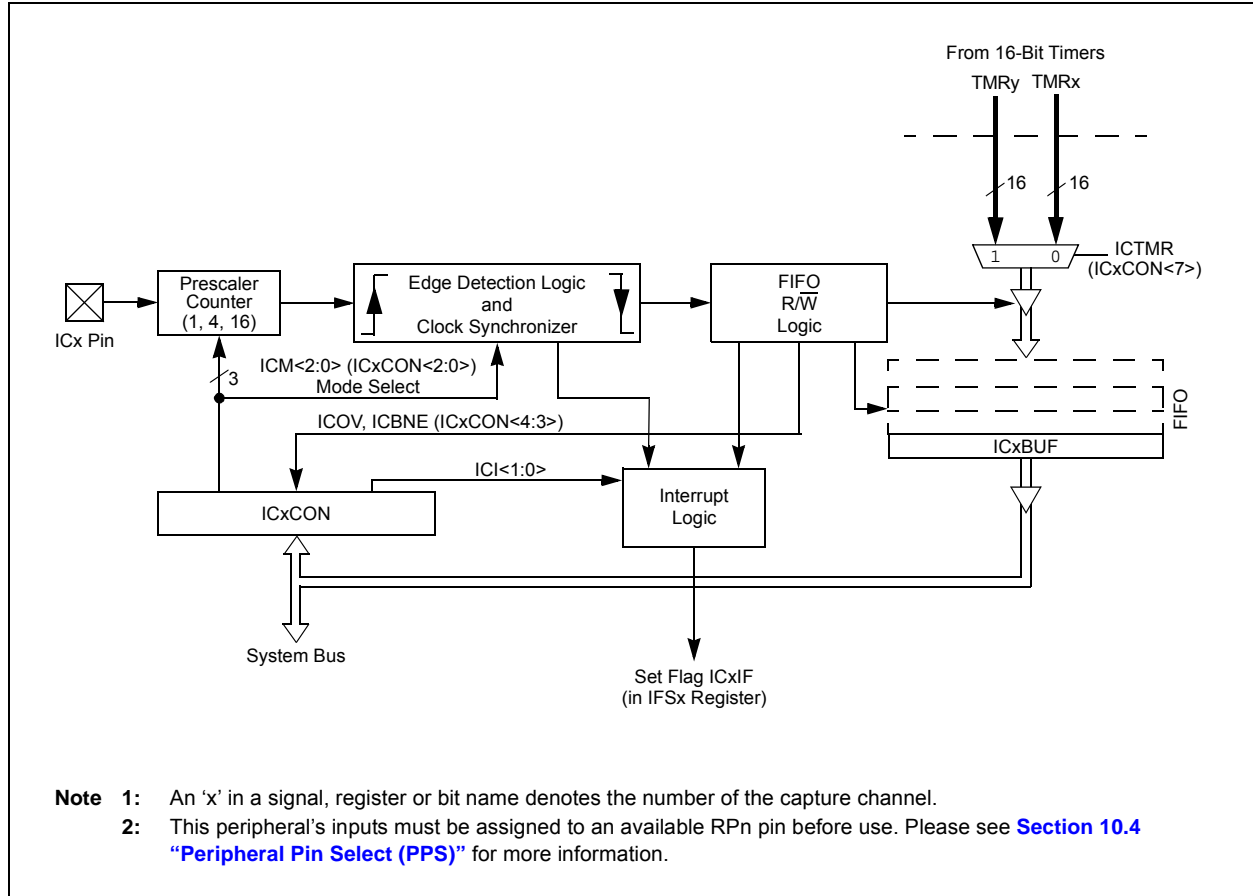 From 16-Bit Timers
TMRy TMRx
16 16
1 0
ICTMR
(ICxCON<7>)
Prescaler
Counter
(1, 4, 16)
Edge Detection Logic
and
Clock Synchronizer
FIFO
R/W̅
Logic
ICx Pin
3
ICM<2:0> (ICxCON<2:0>)
Mode Select
FIFO
ICOV, ICBNE (ICxCON<4:3>)
ICxBUF
ICI<1:0>
Interrupt
Logic
ICxCON
System Bus
Set Flag ICxIF
(in IFSx Register)
Note 1: An ‘x’ in a signal, register or bit name denotes the number of the capture channel.
2: This peripheral’s inputs must be assigned to an available RPn pin before use. Please see Section 10.4
“Peripheral Pin Select (PPS)” for more information.